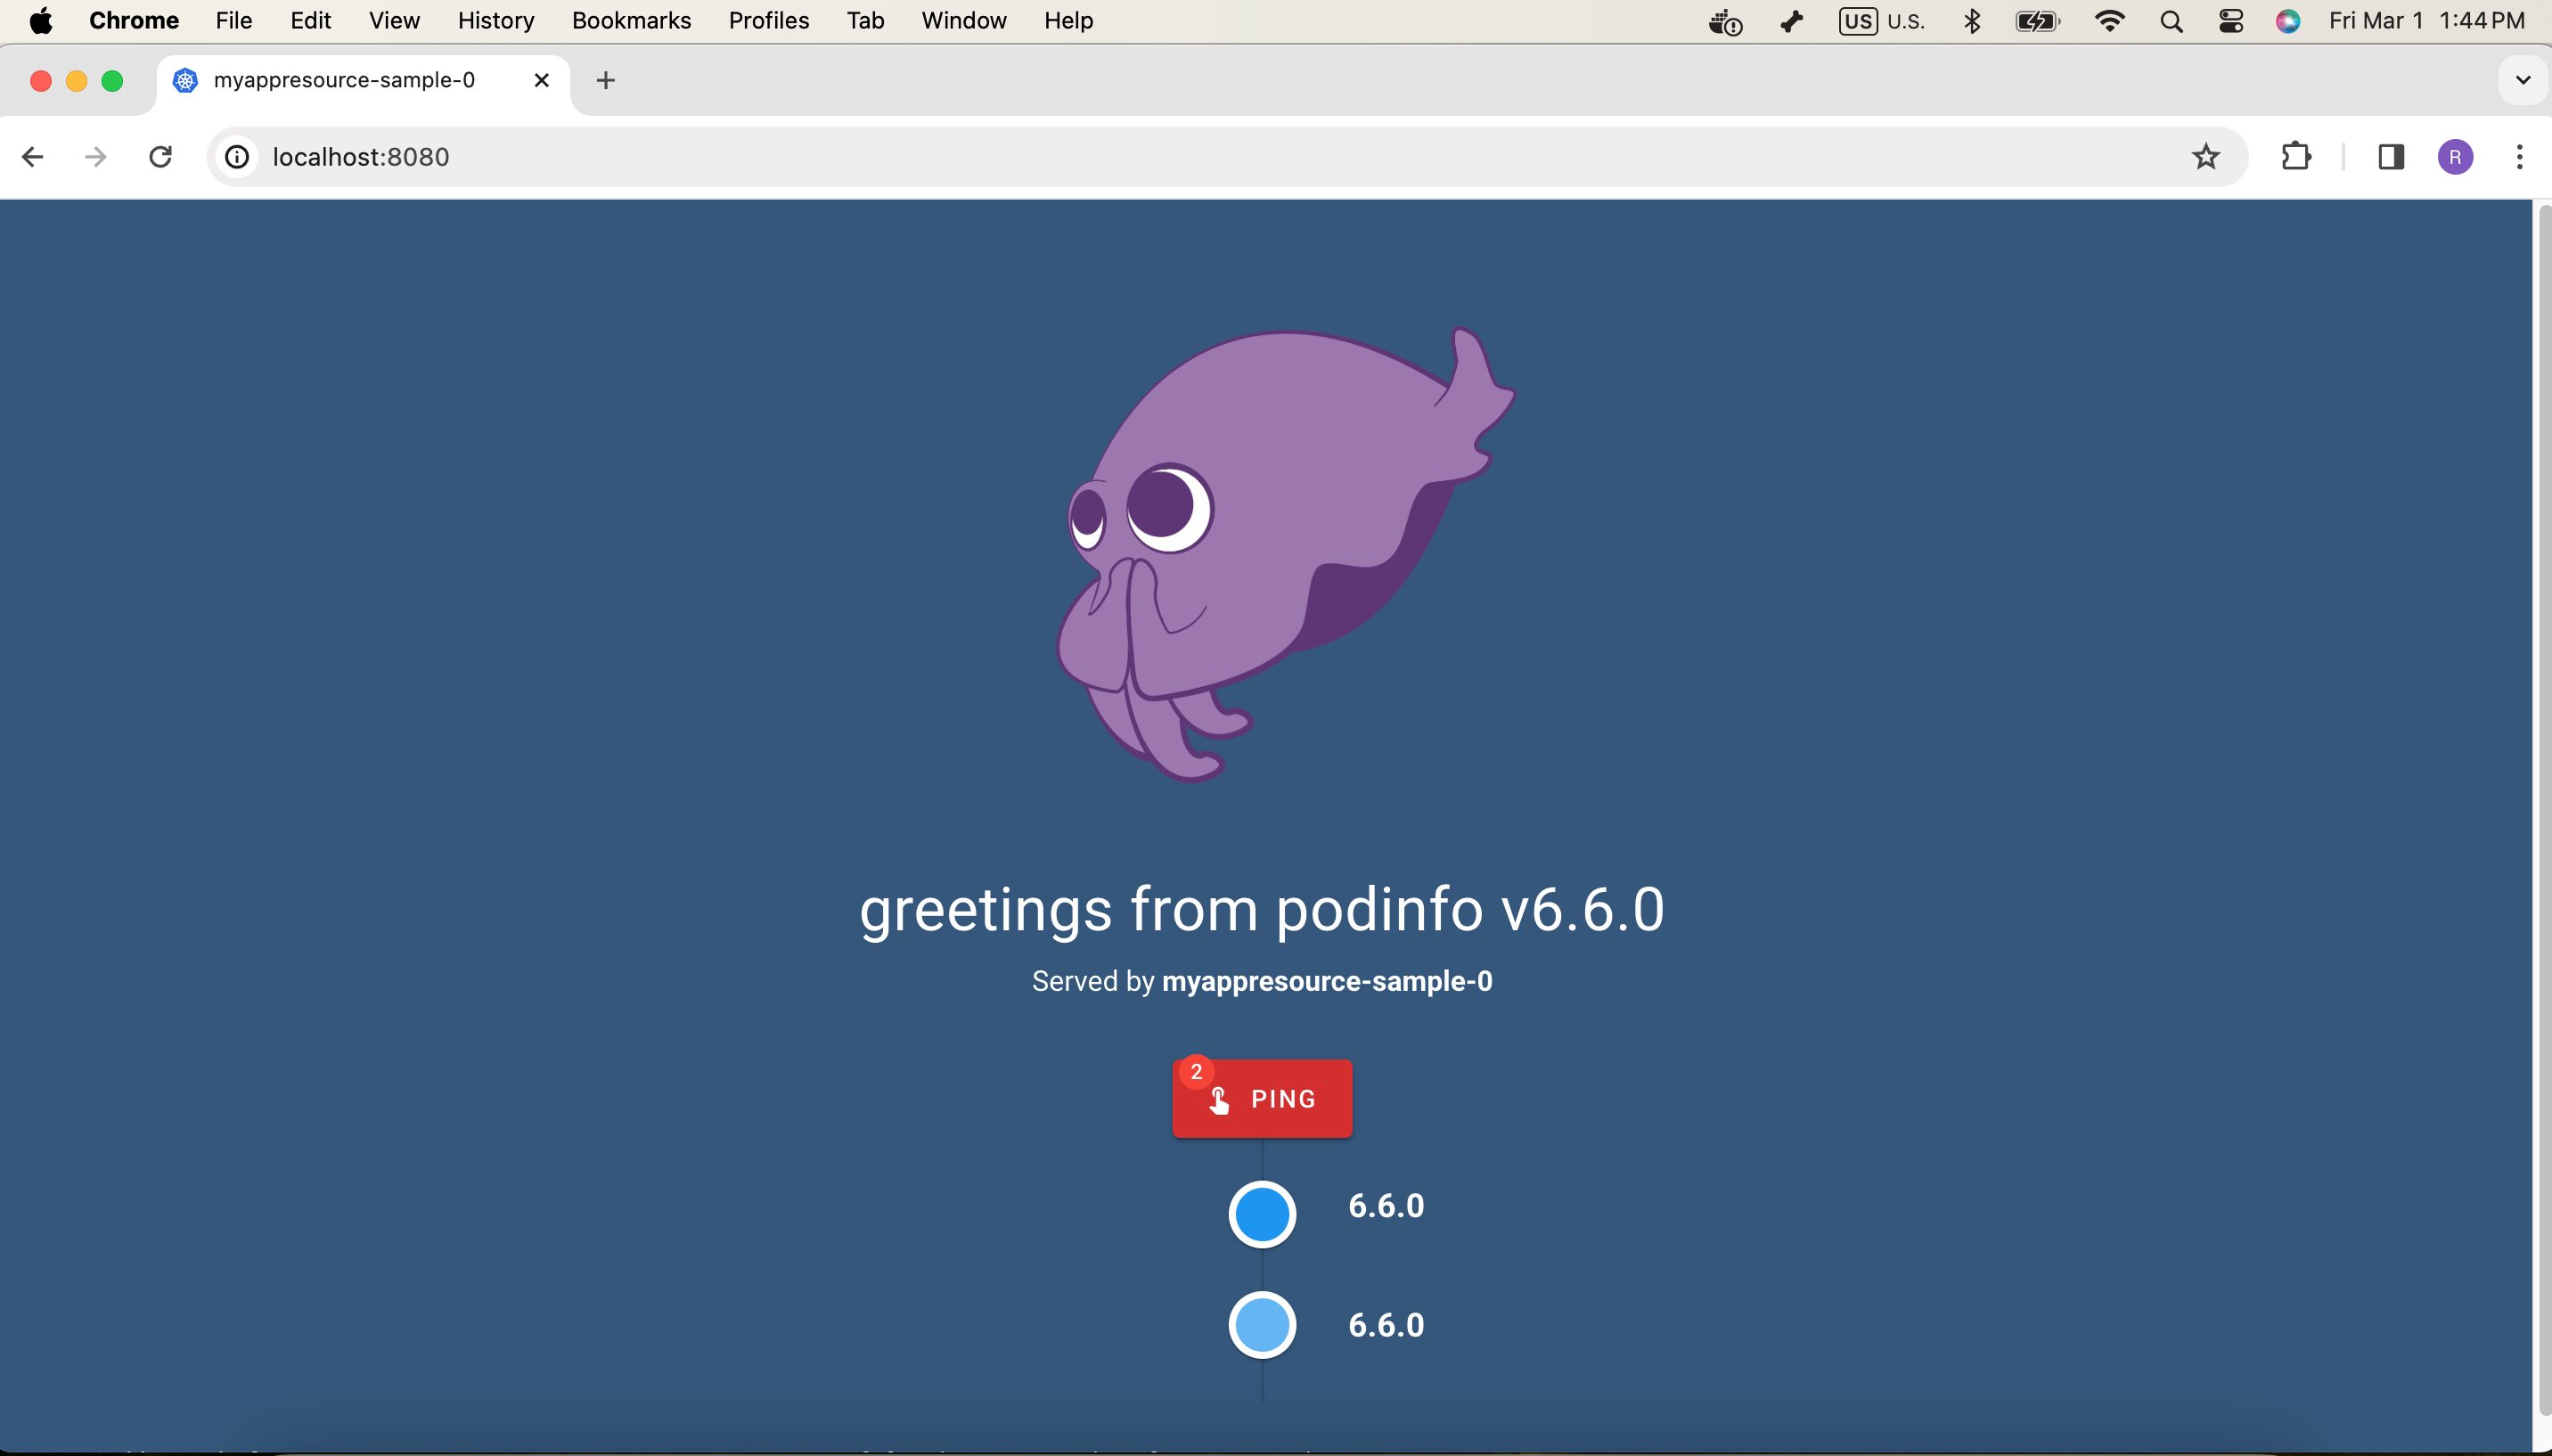 Chrome File Edit View History Bookmarks Profiles Tab Window Help US U.S. Fri Mar 1 1:44 PM
myappresource-sample-0
localhost:8080 R
greetings from podinfo v6.6.0
Served by myappresource-sample-0
2
PING
6.6.0
6.6.0